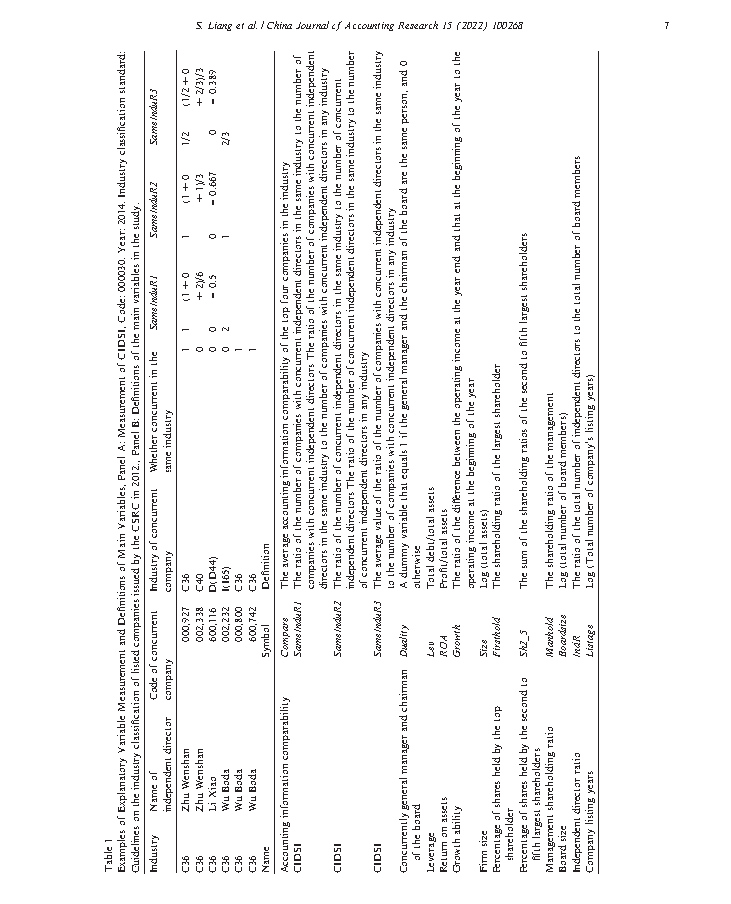 S. Liang et al. / China Journal of Accounting Research 15 (2022) 100268
7
Table 1
Examples of Explanatory Variable Measurement and Definitions of Main Variables. Panel A: Measurement of CIDSI. Code: 000030. Year: 2014. Industry classification standard:
Guidelines on the industry classification of listed companies issued by the CSRC in 2012. Panel B: Definitions of the main variables in the study.
Industry Name of independent director Code of concurrent company Industry of concurrent company Whether concurrent in the same industry SameInduR1 SameInduR2 SameInduR3
C36 Zhu Wenshan 000,927 C36 1 1 (1 + 0 1 (1 + 0 1/2 (1/2 + 0
C36 Zhu Wenshan 002,338 C40 0 + 2)/6 + 1)/3 + 2/3)/3
C36 Li Xiao 600,116 D(D44) 0 0 = 0.5 0 = 0.667 0 = 0.389
C36 Wu Boda 002,232 I(I65) 0 2 1 2/3
C36 Wu Boda 000,800 C36 1
C36 Wu Boda 600,742 C36 1
Name Symbol Definition
Accounting information comparability Compare The average accounting information comparability of the top four companies in the industry
CIDSI SameInduR1 The ratio of the number of companies with concurrent independent directors in the same industry to the number of
companies with concurrent independent directors The ratio of the number of companies with concurrent independent
directors in the same industry to the number of companies with concurrent independent directors in any industry
CIDSI SameInduR2 The ratio of the number of concurrent independent directors in the same industry to the number of concurrent
independent directors The ratio of the number of concurrent independent directors in the same industry to the number
of concurrent independent directors in any industry
CIDSI SameInduR3 The average value of the ratio of the number of companies with concurrent independent directors in the same industry
to the number of companies with concurrent independent directors in any industry
Concurrently general manager and chairman Duality A dummy variable that equals 1 if the general manager and the chairman of the board are the same person, and 0
of the board otherwise
Leverage Lev Total debt/total assets
Return on assets ROA Profit/total assets
Growth ability Growth The ratio of the difference between the operating income at the year end and that at the beginning of the year to the
operating income at the beginning of the year
Firm size Size Log (total assets)
Percentage of shares held by the top Firsthold The shareholding ratio of the largest shareholder
shareholder
Percentage of shares held by the second to Sh2_5 The sum of the shareholding ratios of the second to fifth largest shareholders
fifth largest shareholders
Management shareholding ratio Manhold The shareholding ratio of the management
Board size Boardsize Log (total number of board members)
Independent director ratio IndR The ratio of the total number of independent directors to the total number of board members
Company listing years Listage Log (Total number of company's listing years)